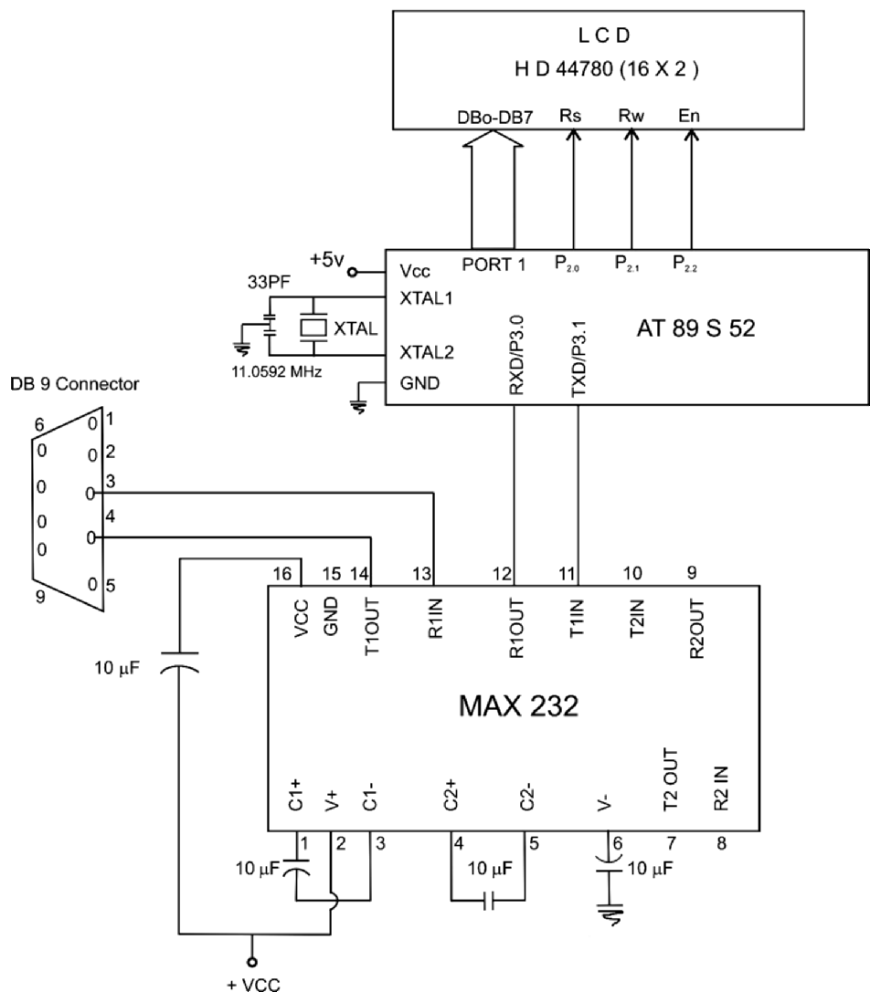 L C D
H D 44780 (16 X 2 )
DBo-DB7 Rs Rw En
+5v
Vcc
PORT 1 P2.0 P2.1 P2.2
33PF
XTAL1
XTAL
AT 89 S 52
XTAL2
11.0592 MHz
GND
RXD/P3.0
TXD/P3.1
DB 9 Connector
6 0 1
0 0 2
0 0 3
0 0 4
0
9 0 5
16 15 14 13 12 11 10 9
VCC GND T1OUT R1IN R1OUT T1IN T2IN R2OUT
10 µF
MAX 232
C1+ V+ C1- C2+ C2- V- T2 OUT R2 IN
1 2 3 4 5 6 7 8
10 µF 10 µF 10 µF
+ VCC